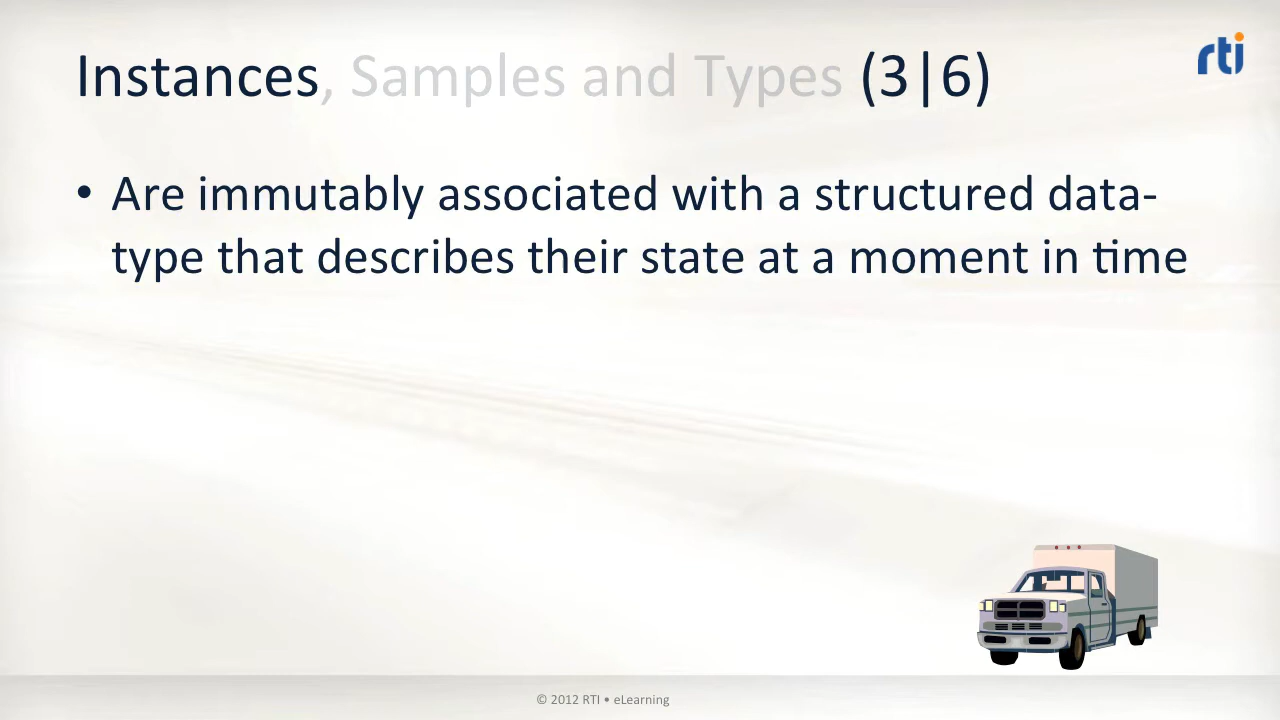 Instances, Samples and Types (3|6)
rti
• Are immutably associated with a structured data-
type that describes their state at a moment in time
© 2012 RTI • eLearning